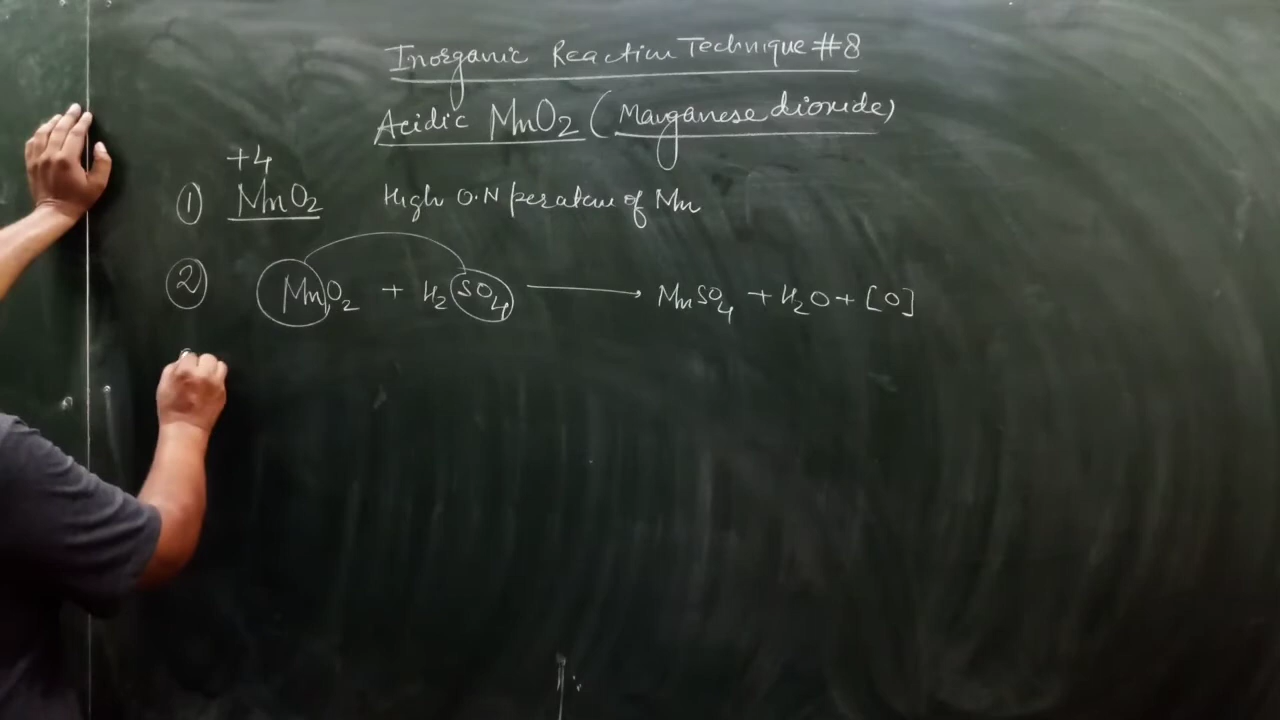 Inorganic Reaction Technique #8
Acidic MnO2 (Manganese dioxide)
+4
① MnO2 High O.N of Mn
② MnO2 + H2SO4 → MnSO4 + H2O + [O]